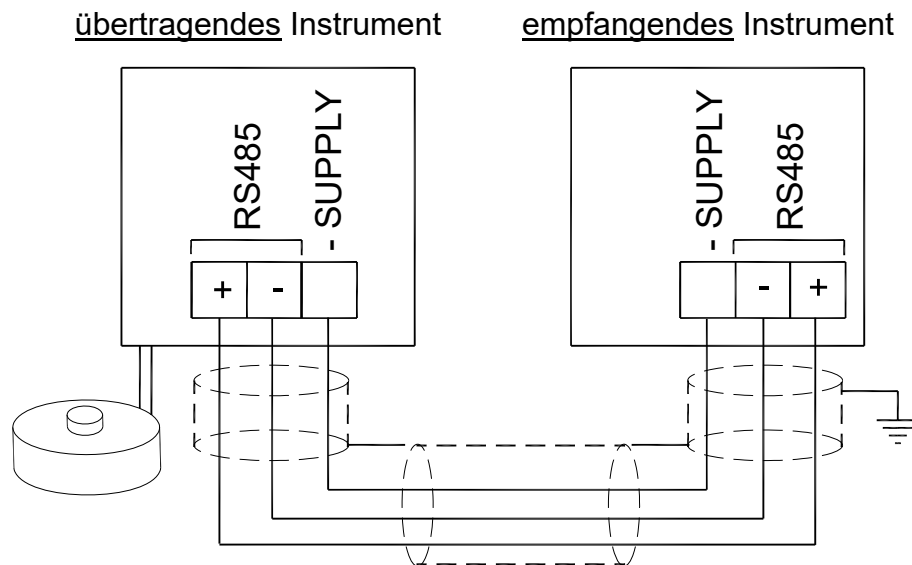 übertragendes Instrument
empfangendes Instrument
RS485
- SUPPLY
- SUPPLY
RS485
+ -
- +